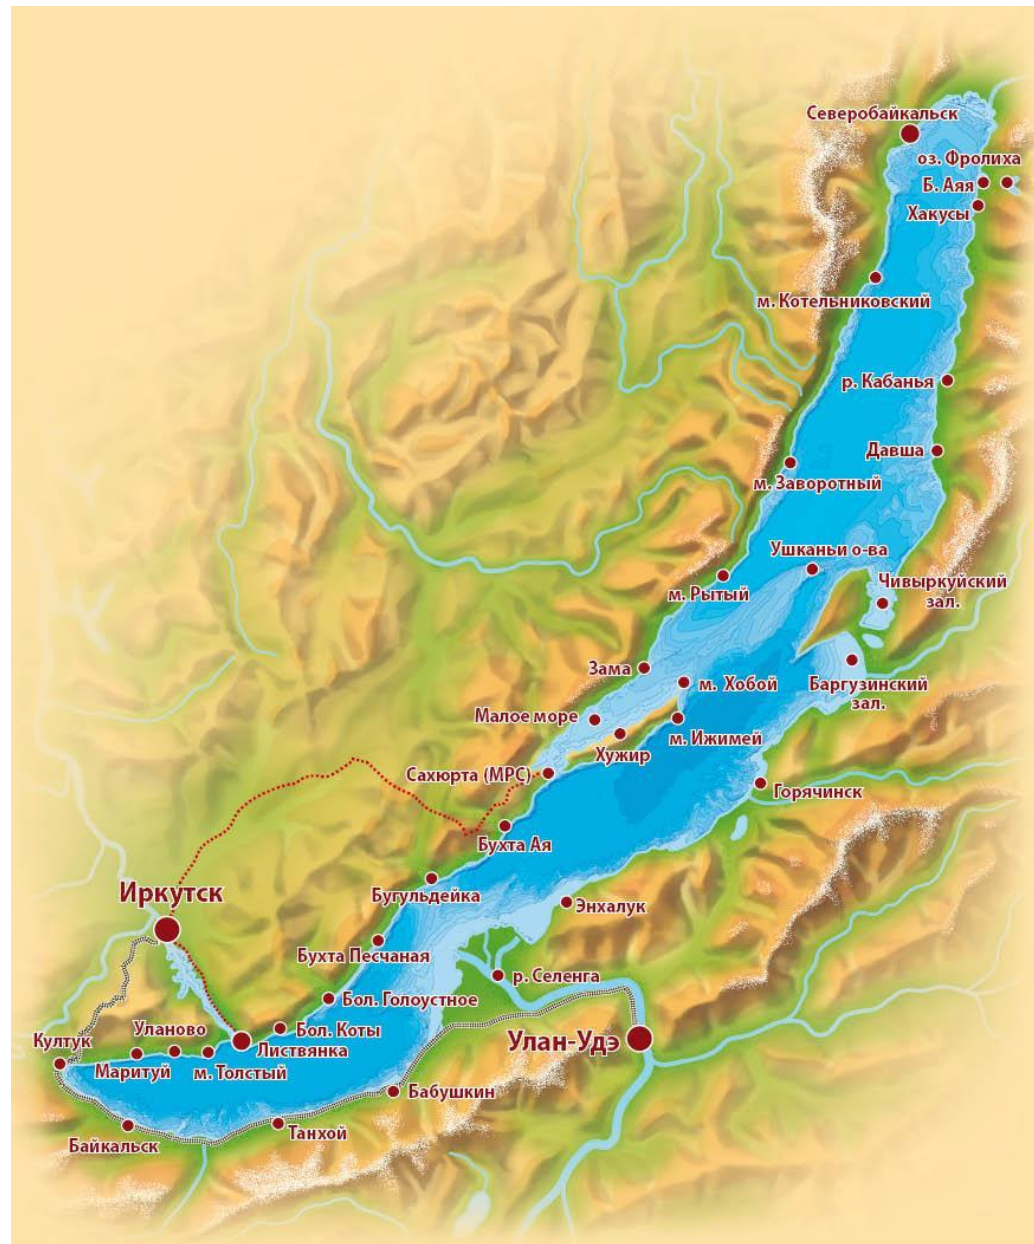 Северобайкальск
оз. Фролиха
Б. Аяя
Хакусы
м. Котельниковский
р. Кабанья
Давша
м. Заворотный
Ушканьи о-ва
Чивыркуйский
зал.
м. Рытый
Зама
м. Хобой
Баргузинский
зал.
Малое море
м. Ижимей
Хужир
Сахюрта (МРС)
Горячинск
Бухта Ая
Бугульдейка
Иркутск
Энхалук
Бухта Песчаная
р. Селенга
Бол. Голоустное
Уланово
Бол. Коты
Култук
Улан-Удэ
Листвянка
Маритуй
м. Толстый
Бабушкин
Танхой
Байкальск